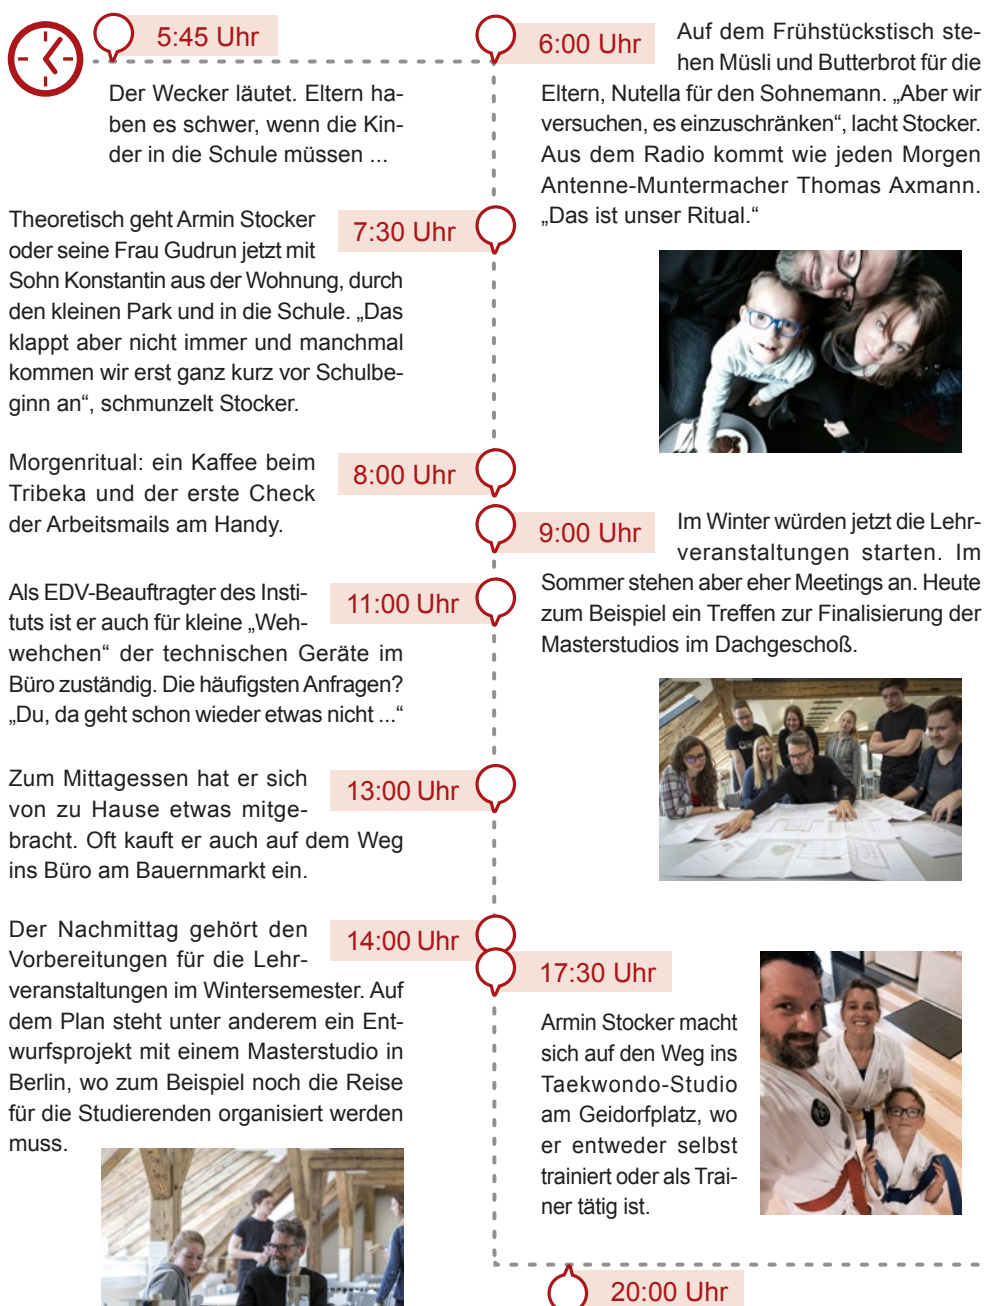 5:45 Uhr
Der Wecker läutet. Eltern ha-
ben es schwer, wenn die Kin-
der in die Schule müssen ...
6:00 Uhr
Auf dem Frühstückstisch ste-
hen Müsli und Butterbrot für die
Eltern, Nutella für den Sohnemann. „Aber wir
versuchen, es einzuschränken“, lacht Stocker.
Aus dem Radio kommt wie jeden Morgen
Antenne-Muntermacher Thomas Axmann.
„Das ist unser Ritual.“
7:30 Uhr
Theoretisch geht Armin Stocker
oder seine Frau Gudrun jetzt mit
Sohn Konstantin aus der Wohnung, durch
den kleinen Park und in die Schule. „Das
klappt aber nicht immer und manchmal
kommen wir erst ganz kurz vor Schulbe-
ginn an“, schmunzelt Stocker.
8:00 Uhr
Morgenritual: ein Kaffee beim
Tribeka und der erste Check
der Arbeitsmails am Handy.
9:00 Uhr
Im Winter würden jetzt die Lehr-
veranstaltungen starten. Im
Sommer stehen aber eher Meetings an. Heute
zum Beispiel ein Treffen zur Finalisierung der
Masterstudios im Dachgeschoß.
11:00 Uhr
Als EDV-Beauftragter des Insti-
tuts ist er auch für kleine „Weh-
wehchen“ der technischen Geräte im
Büro zuständig. Die häufigsten Anfragen?
„Du, da geht schon wieder etwas nicht ...“
13:00 Uhr
Zum Mittagessen hat er sich
von zu Hause etwas mitge-
bracht. Oft kauft er auch auf dem Weg
ins Büro am Bauernmarkt ein.
14:00 Uhr
Der Nachmittag gehört den
Vorbereitungen für die Lehr-
veranstaltungen im Wintersemester. Auf
dem Plan steht unter anderem ein Ent-
wurfsprojekt mit einem Masterstudio in
Berlin, wo zum Beispiel noch die Reise
für die Studierenden organisiert werden
muss.
17:30 Uhr
Armin Stocker macht
sich auf den Weg ins
Taekwondo-Studio
am Geidorfplatz, wo
er entweder selbst
trainiert oder als Trai-
ner tätig ist.
20:00 Uhr